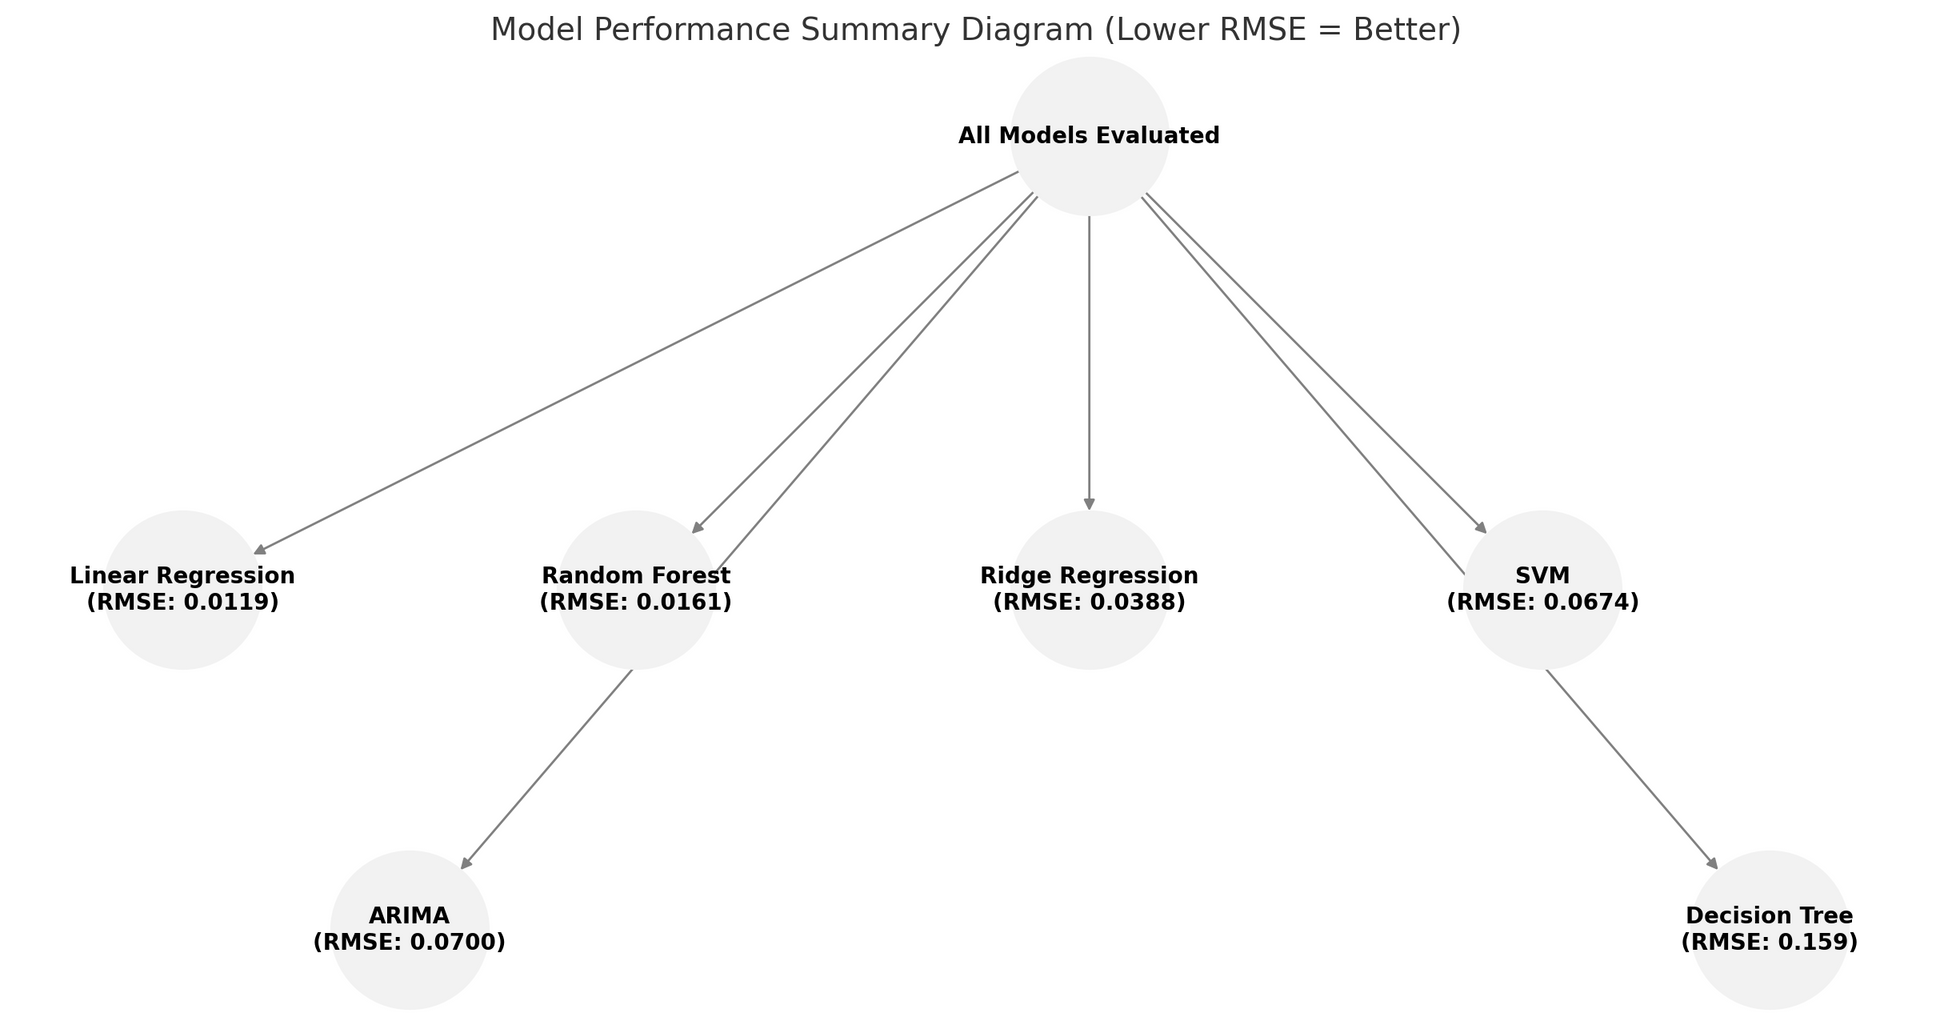 Model Performance Summary Diagram (Lower RMSE = Better)
All Models Evaluated
Linear Regression
(RMSE: 0.0119)
Random Forest
(RMSE: 0.0161)
Ridge Regression
(RMSE: 0.0388)
SVM
(RMSE: 0.0674)
ARIMA
(RMSE: 0.0700)
Decision Tree
(RMSE: 0.159)